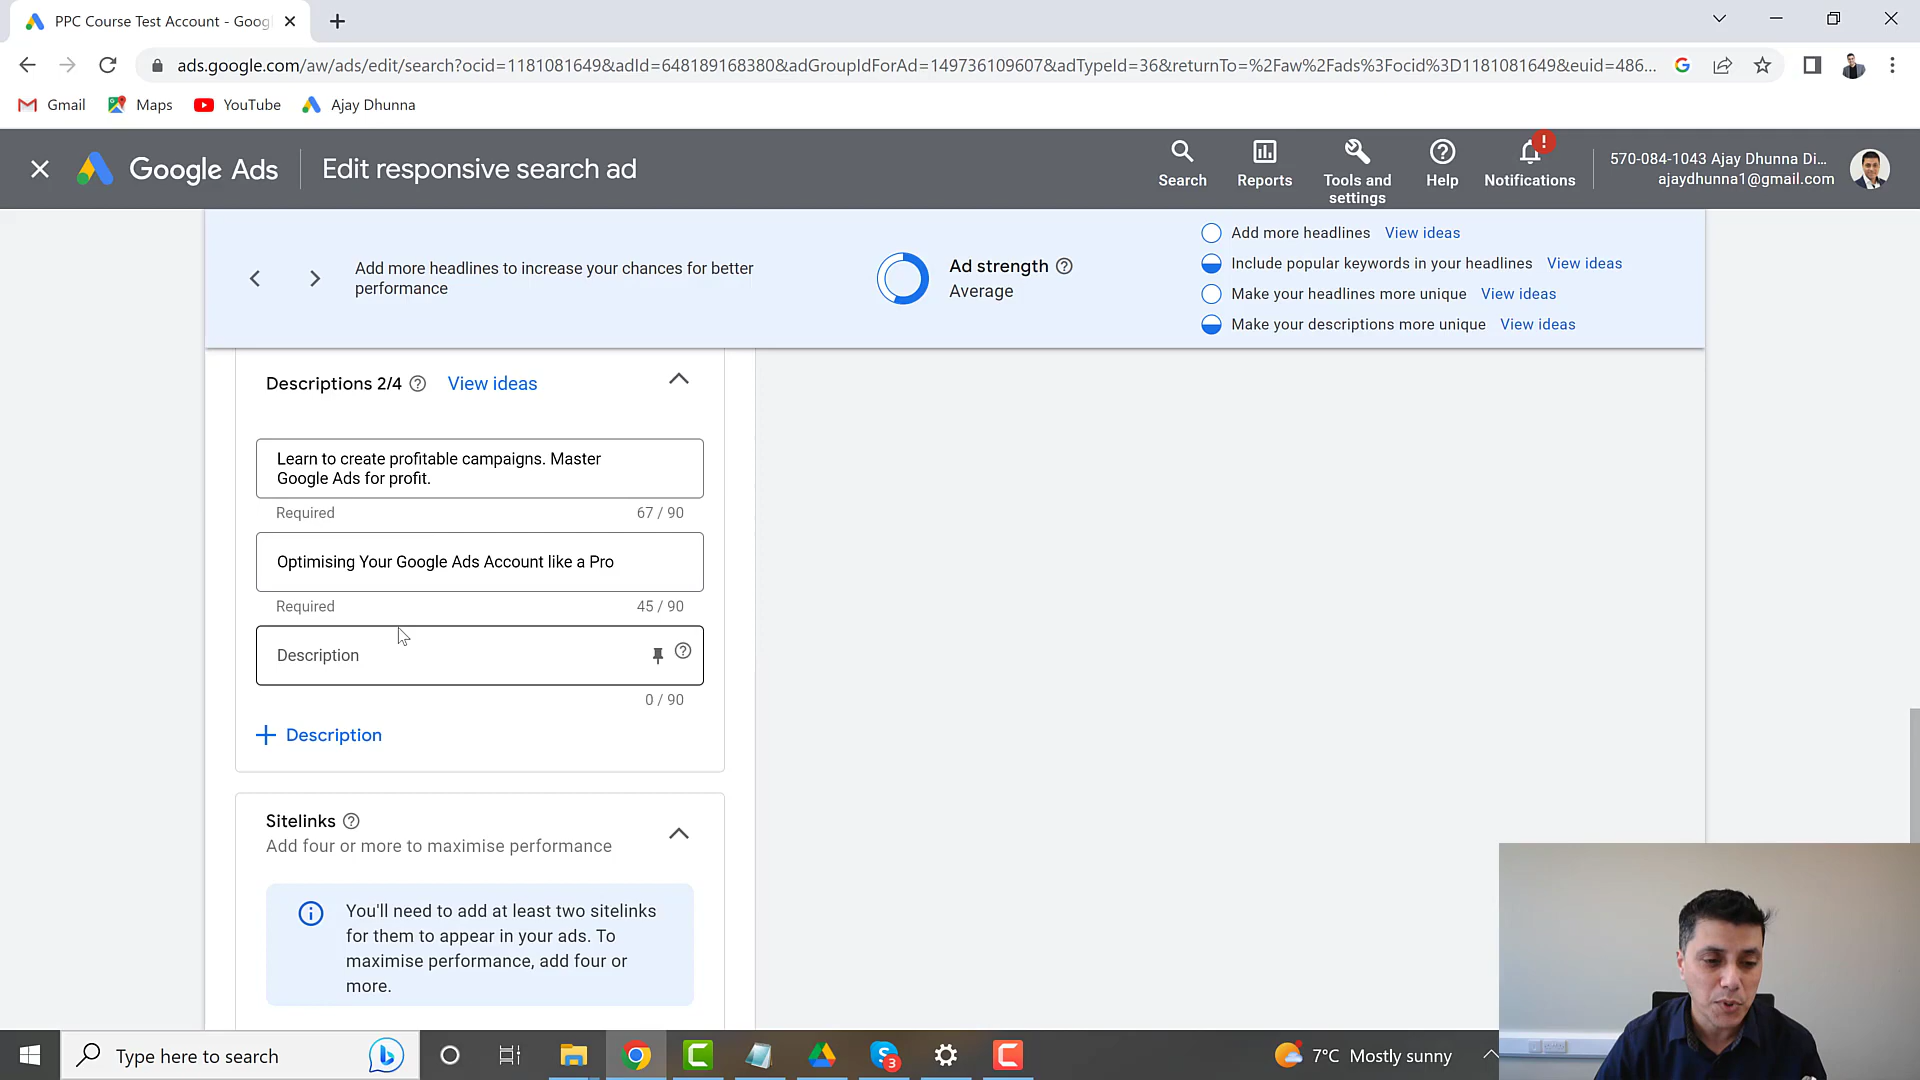 PPC Course Test Account - Goog
ads.google.com/aw/ads/edit/search?ocid=1181081649&adId=648189168380&adGroupIdForAd=149736109607&adTypeId=36&returnTo=%2Faw%2Fads%3Focid%3D1181081649&euid=486...
Gmail
Maps
YouTube
Ajay Dhunna
Google Ads
Edit responsive search ad
Search
Reports
Tools and
settings
Help
!
Notifications
570-084-1043 Ajay Dhunna Di...
ajaydhunna1@gmail.com
Add more headlines to increase your chances for better
performance
Ad strength
Average
Add more headlines View ideas
Include popular keywords in your headlines View ideas
Make your headlines more unique View ideas
Make your descriptions more unique View ideas
Descriptions 2/4 View ideas
Learn to create profitable campaigns. Master
Google Ads for profit.
Required 67 / 90
Optimising Your Google Ads Account like a Pro
Required 45 / 90
Description
0 / 90
Description
Sitelinks
Add four or more to maximise performance
You'll need to add at least two sitelinks
for them to appear in your ads. To
maximise performance, add four or
more.
Type here to search
3
7°C Mostly sunny